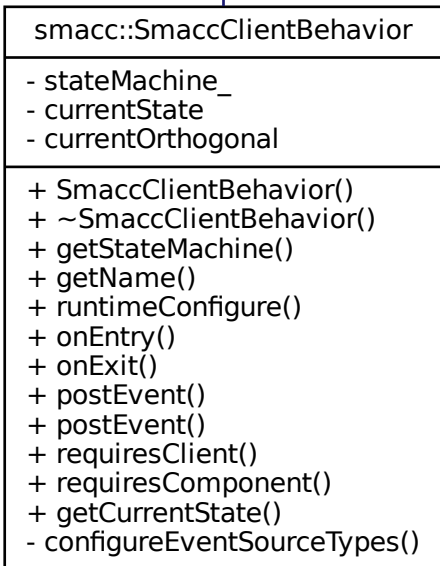 smacc::SmaccClientBehavior
- stateMachine_
- currentState
- currentOrthogonal
+ SmaccClientBehavior()
+ ~SmaccClientBehavior()
+ getStateMachine()
+ getName()
+ runtimeConfigure()
+ onEntry()
+ onExit()
+ postEvent()
+ postEvent()
+ requiresClient()
+ requiresComponent()
+ getCurrentState()
- configureEventSourceTypes()